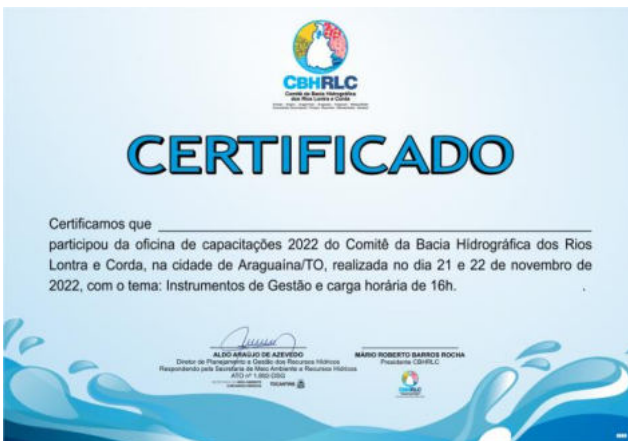 CBHRLC
Comitê da Bacia Hidrográfica
dos Rios Lontra e Corda
CERTIFICADO
Certificamos que
participou da oficina de capacitações 2022 do Comitê da Bacia Hidrográfica dos Rios
Lontra e Corda, na cidade de Araguaína/TO, realizada no dia 21 e 22 de novembro de
2022, com o tema: Instrumentos de Gestão e carga horária de 16h.
ALDO ARAÚJO DE AZEVEDO
Diretor de Planejamento e Gestão dos Recursos Hídricos
Respondendo pela Secretaria de Meio Ambiente e Recursos Hídricos
MÁRIO ROBERTO BARROS ROCHA
Presidente CBHRLC
TOCANTINS
CBHRLC